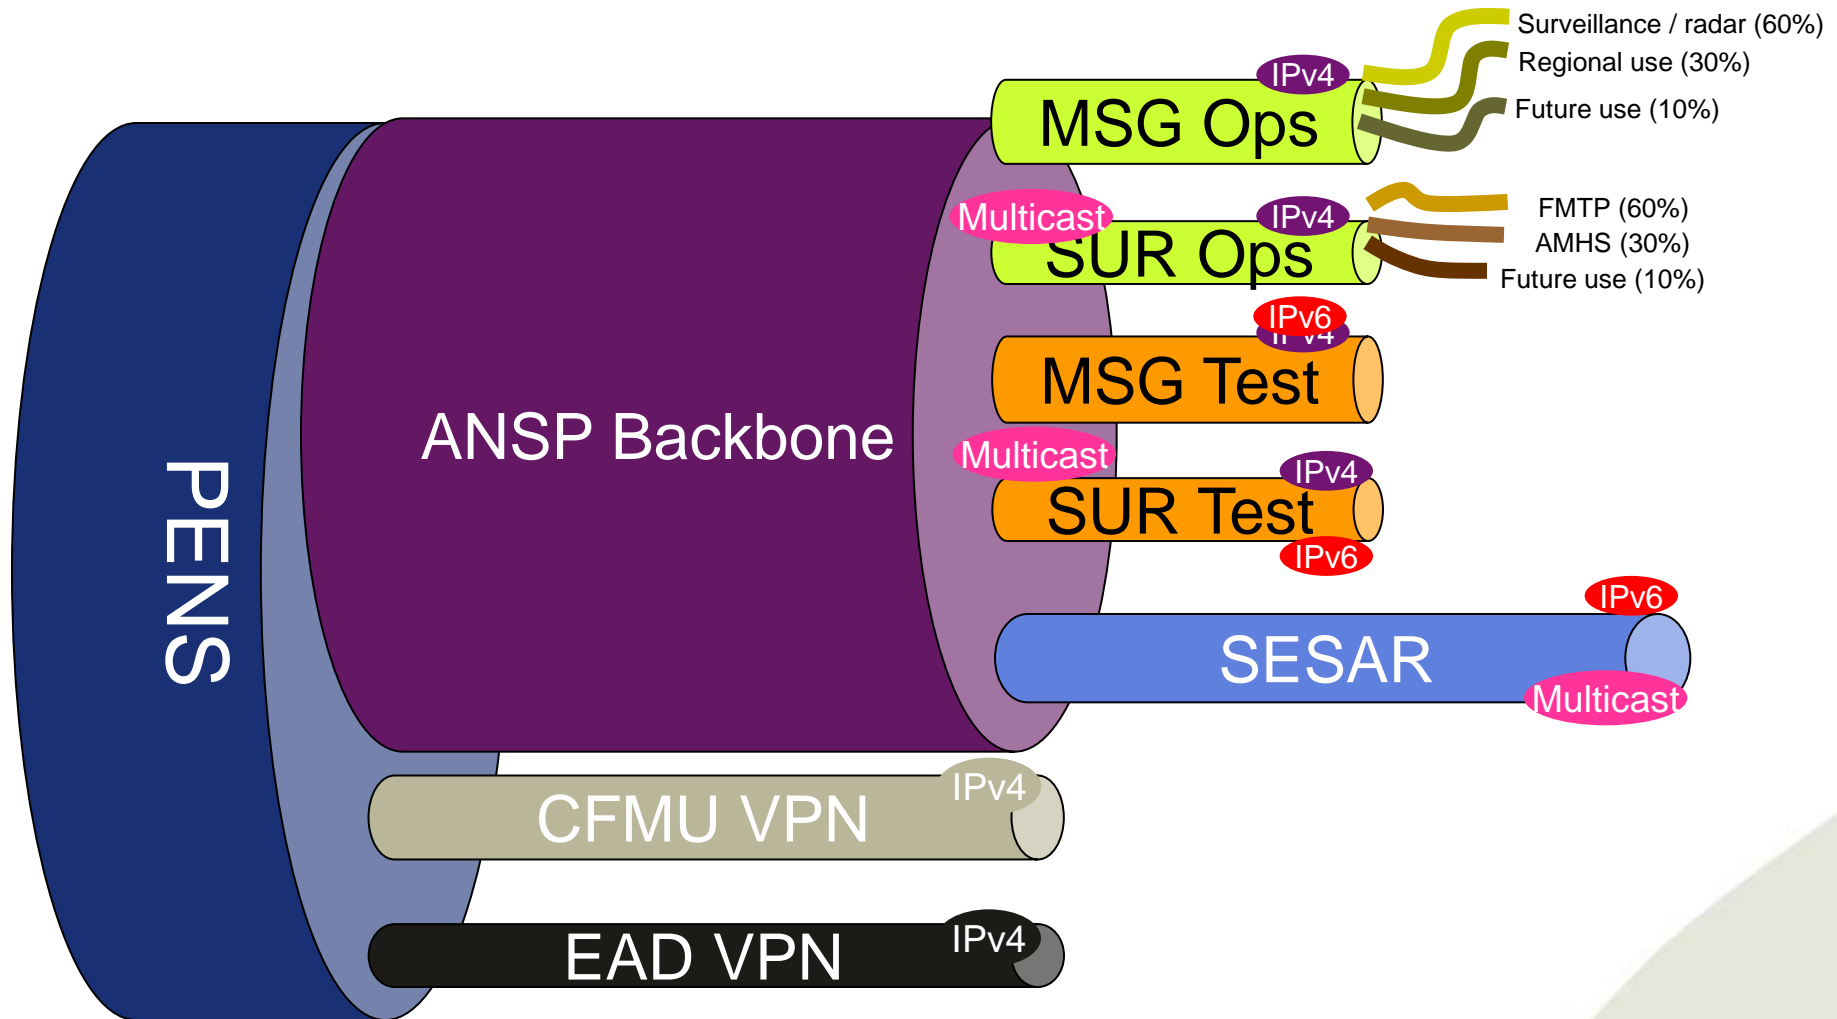 Surveillance / radar (60%)
Regional use (30%)
Future use (10%)
IPv4
MSG Ops
FMTP (60%)
AMHS (30%)
Future use (10%)
Multicast
IPv4
SUR Ops
IPv6
IPv4
MSG Test
ANSP Backbone
Multicast
IPv4
SUR Test
IPv6
PENS
IPv6
SESAR
Multicast
IPv4
CFMU VPN
IPv4
EAD VPN